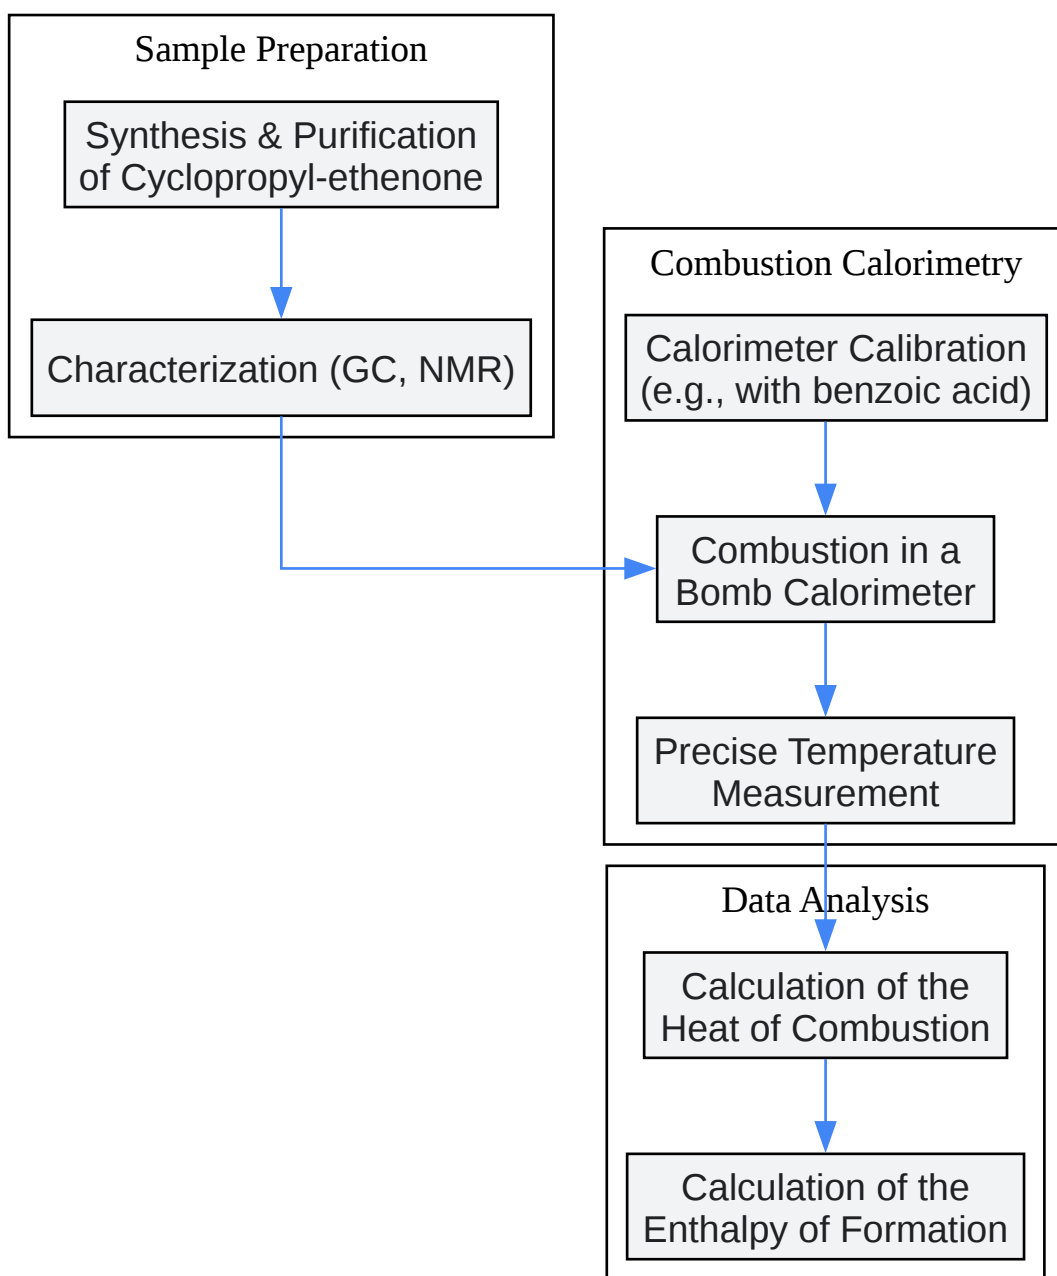 Sample Preparation
Synthesis & Purification
of Cyclopropyl-ethenone
Characterization (GC, NMR)
Combustion Calorimetry
Calorimeter Calibration
(e.g., with benzoic acid)
Combustion in a
Bomb Calorimeter
Precise Temperature
Measurement
Data Analysis
Calculation of the
Heat of Combustion
Calculation of the
Enthalpy of Formation